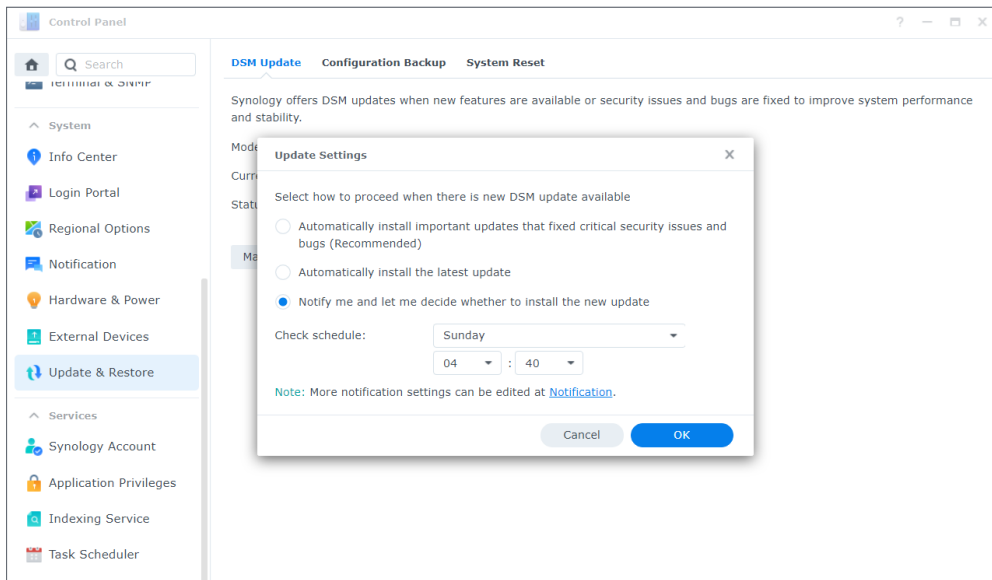 Control Panel
Search
Terminal & SNMP
System
Info Center
Login Portal
Regional Options
Notification
Hardware & Power
External Devices
Update & Restore
Services
Synology Account
Application Privileges
Indexing Service
Task Scheduler
DSM Update Configuration Backup System Reset
Synology offers DSM updates when new features are available or security issues and bugs are fixed to improve system performance
and stability.
Mode
Curr
Statu
Ma
Update Settings
Select how to proceed when there is new DSM update available
Automatically install important updates that fixed critical security issues and
bugs (Recommended)
Automatically install the latest update
Notify me and let me decide whether to install the new update
Check schedule: Sunday
04 : 40
Note: More notification settings can be edited at Notification.
Cancel OK